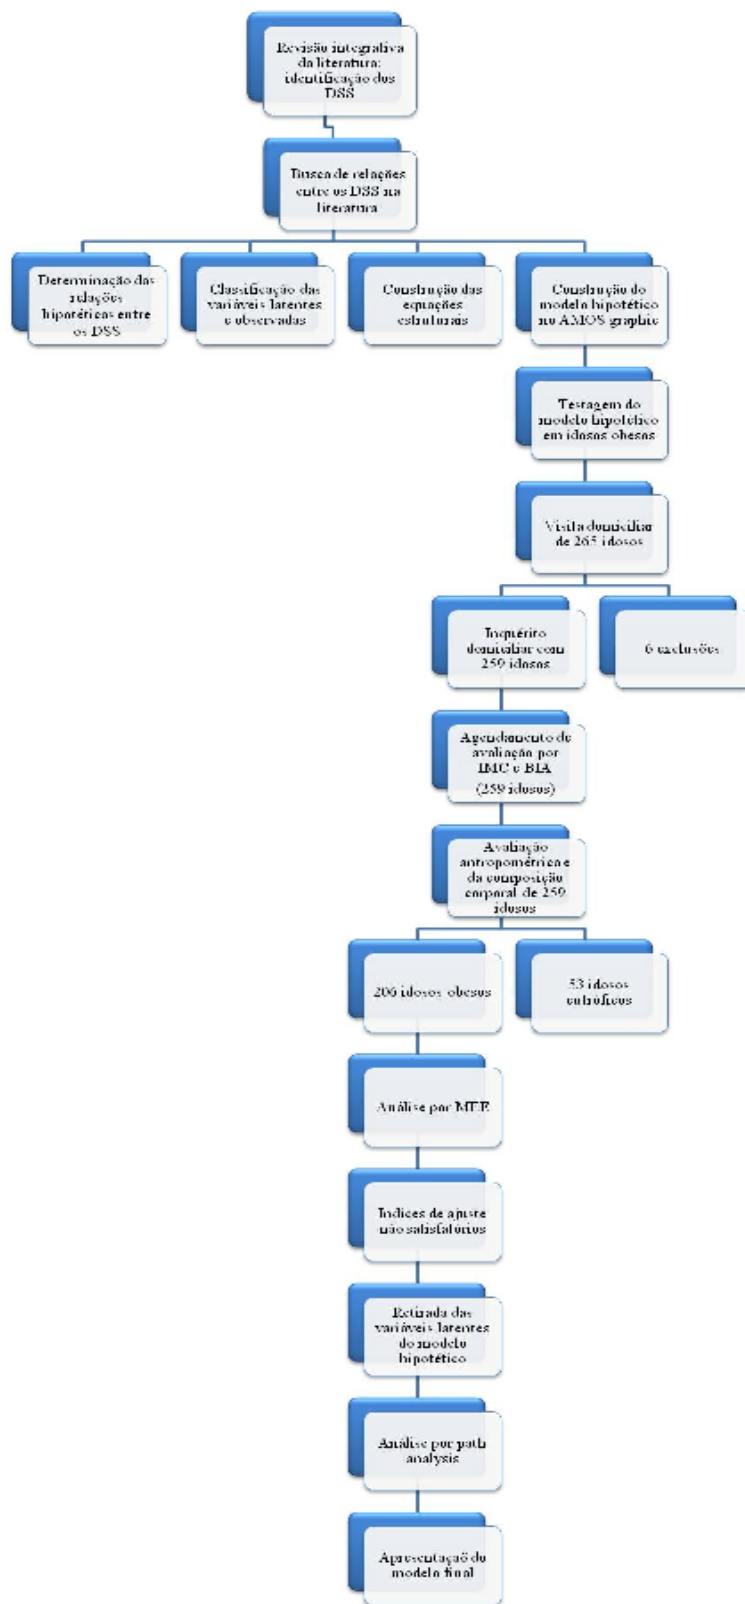 Revisão integrativa
da literatura:
identificação dos
DSS
Busca de relações
entre os DSS na
literatura
Determinação das
relações
hipotéticas entre
os DSS
Classificação das
variáveis latentes
e observadas
Construção das
equações
estruturais
Construção do
modelo hipotético
no AMOS graphic
Testagem do
modelo hipotético
em idosos obesos
Visita domiciliar
de 265 idosos
Inquérito
domiciliar com
259 idosos
6 exclusões
Agendamento de
avaliação por
IMC e BIA
(259 idosos)
Avaliação
antropométrica e
da composição
corporal de 259
idosos
206 idosos obesos
53 idosos
eutróficos
Análise por MEE
Indices de ajuste
não satisfatórios
Retirada das
variáveis latentes
do modelo
hipotético
Análise por path
analysis
Apresentação do
modelo final